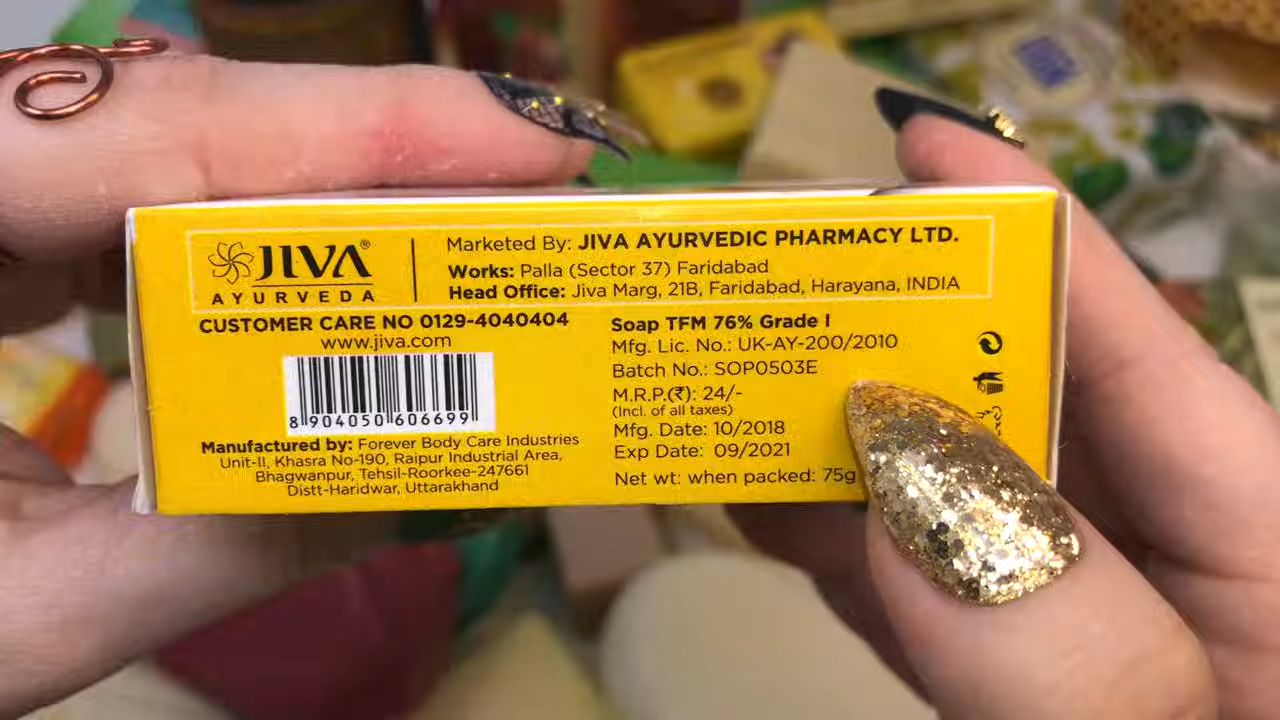 JIVA®
AYURVEDA
Marketed By: JIVA AYURVEDIC PHARMACY LTD.
Works: Palla (Sector 37) Faridabad
Head Office: Jiva Marg, 21B, Faridabad, Harayana, INDIA
CUSTOMER CARE NO 0129-4040404
www.jiva.com
8 904050 606699
Manufactured by: Forever Body Care Industries
Unit-II, Khasra No-190, Raipur Industrial Area,
Bhagwanpur, Tehsil-Roorkee-247661
Distt-Haridwar, Uttarakhand
Soap TFM 76% Grade I
Mfg. Lic. No.: UK-AY-200/2010
Batch No.: SOP0503E
M.R.P.(₹): 24/-
(Incl. of all taxes)
Mfg. Date: 10/2018
Exp Date: 09/2021
Net wt: when packed: 75g